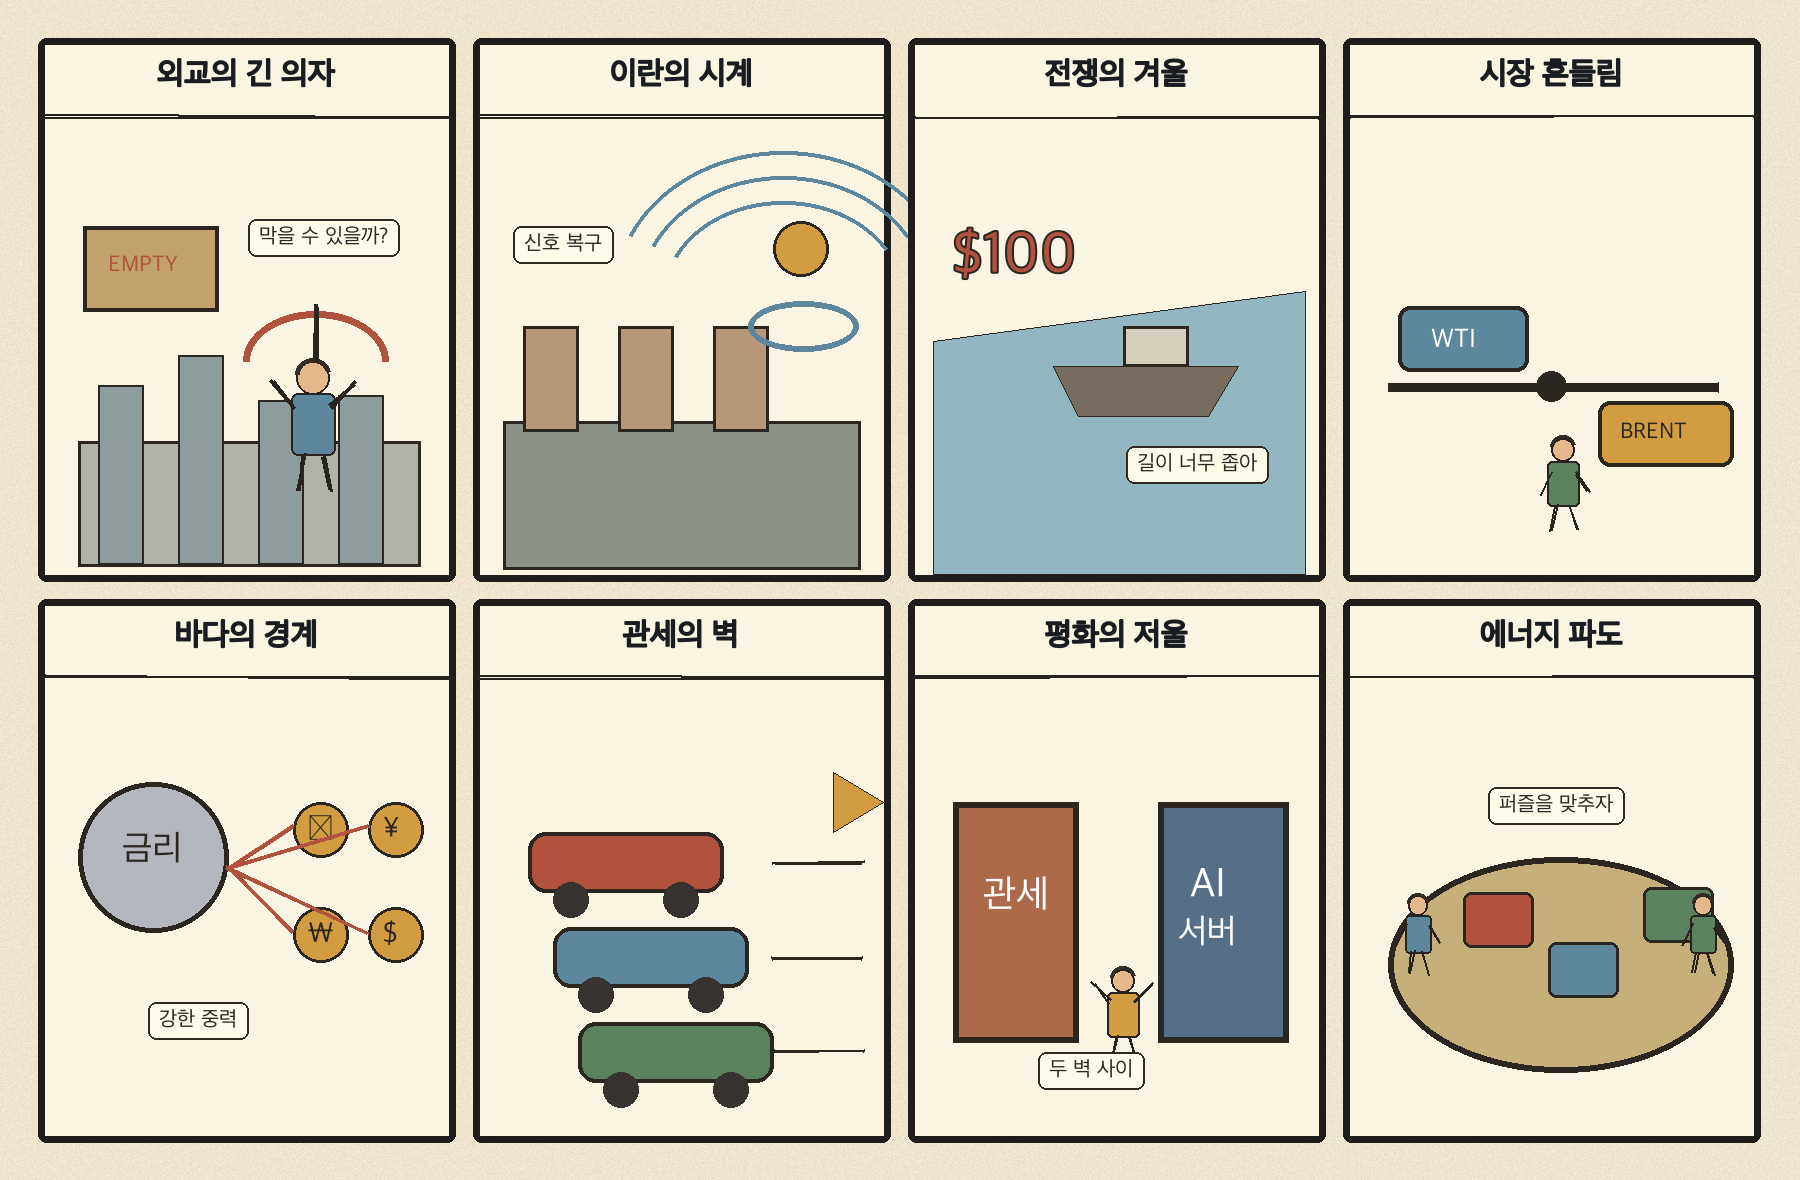 외교의 긴 의자
EMPTY
막을 수 있을까?
이란의 시계
신호 복구
전쟁의 겨울
$100
길이 너무 좁아
시장 흔들림
WTI
BRENT
바다의 경계
금리
¥
₩
$
강한 중력
관세의 벽
평화의 저울
관세
AI
서버
두 벽 사이
에너지 파도
퍼즐을 맞추자